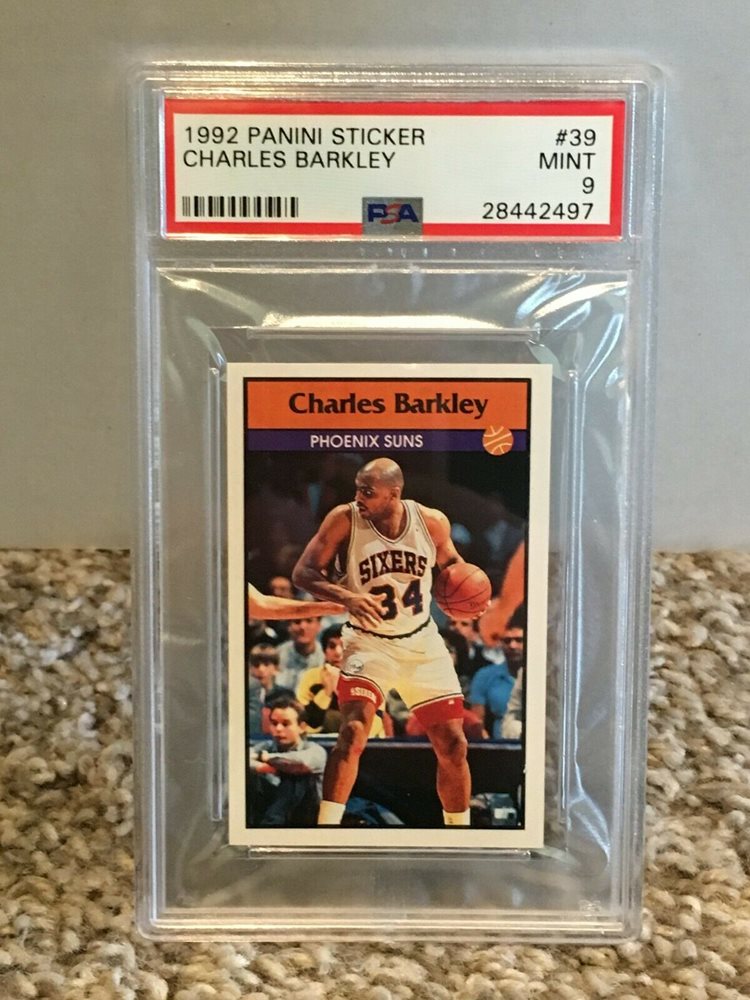 1992 PANINI STICKER #39
CHARLES BARKLEY MINT
9
PSA 28442497
Charles Barkley
PHOENIX SUNS
SIXERS
34
SIXERS